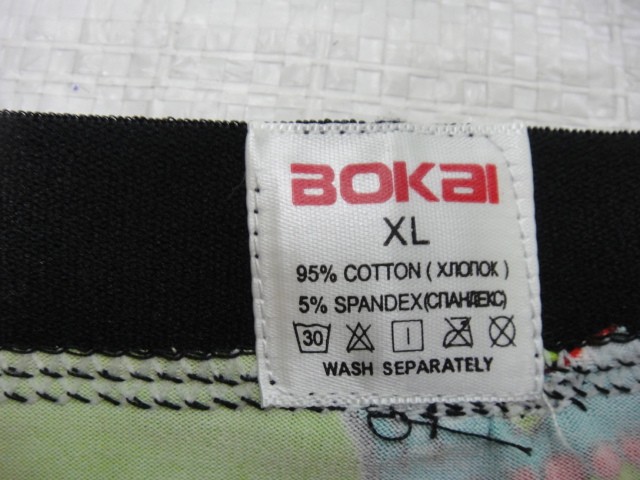 BOKAI
XL
95% COTTON ( ХЛОПОК )
5% SPANDEX(СПАНДЕКС)
30
WASH SEPARATELY